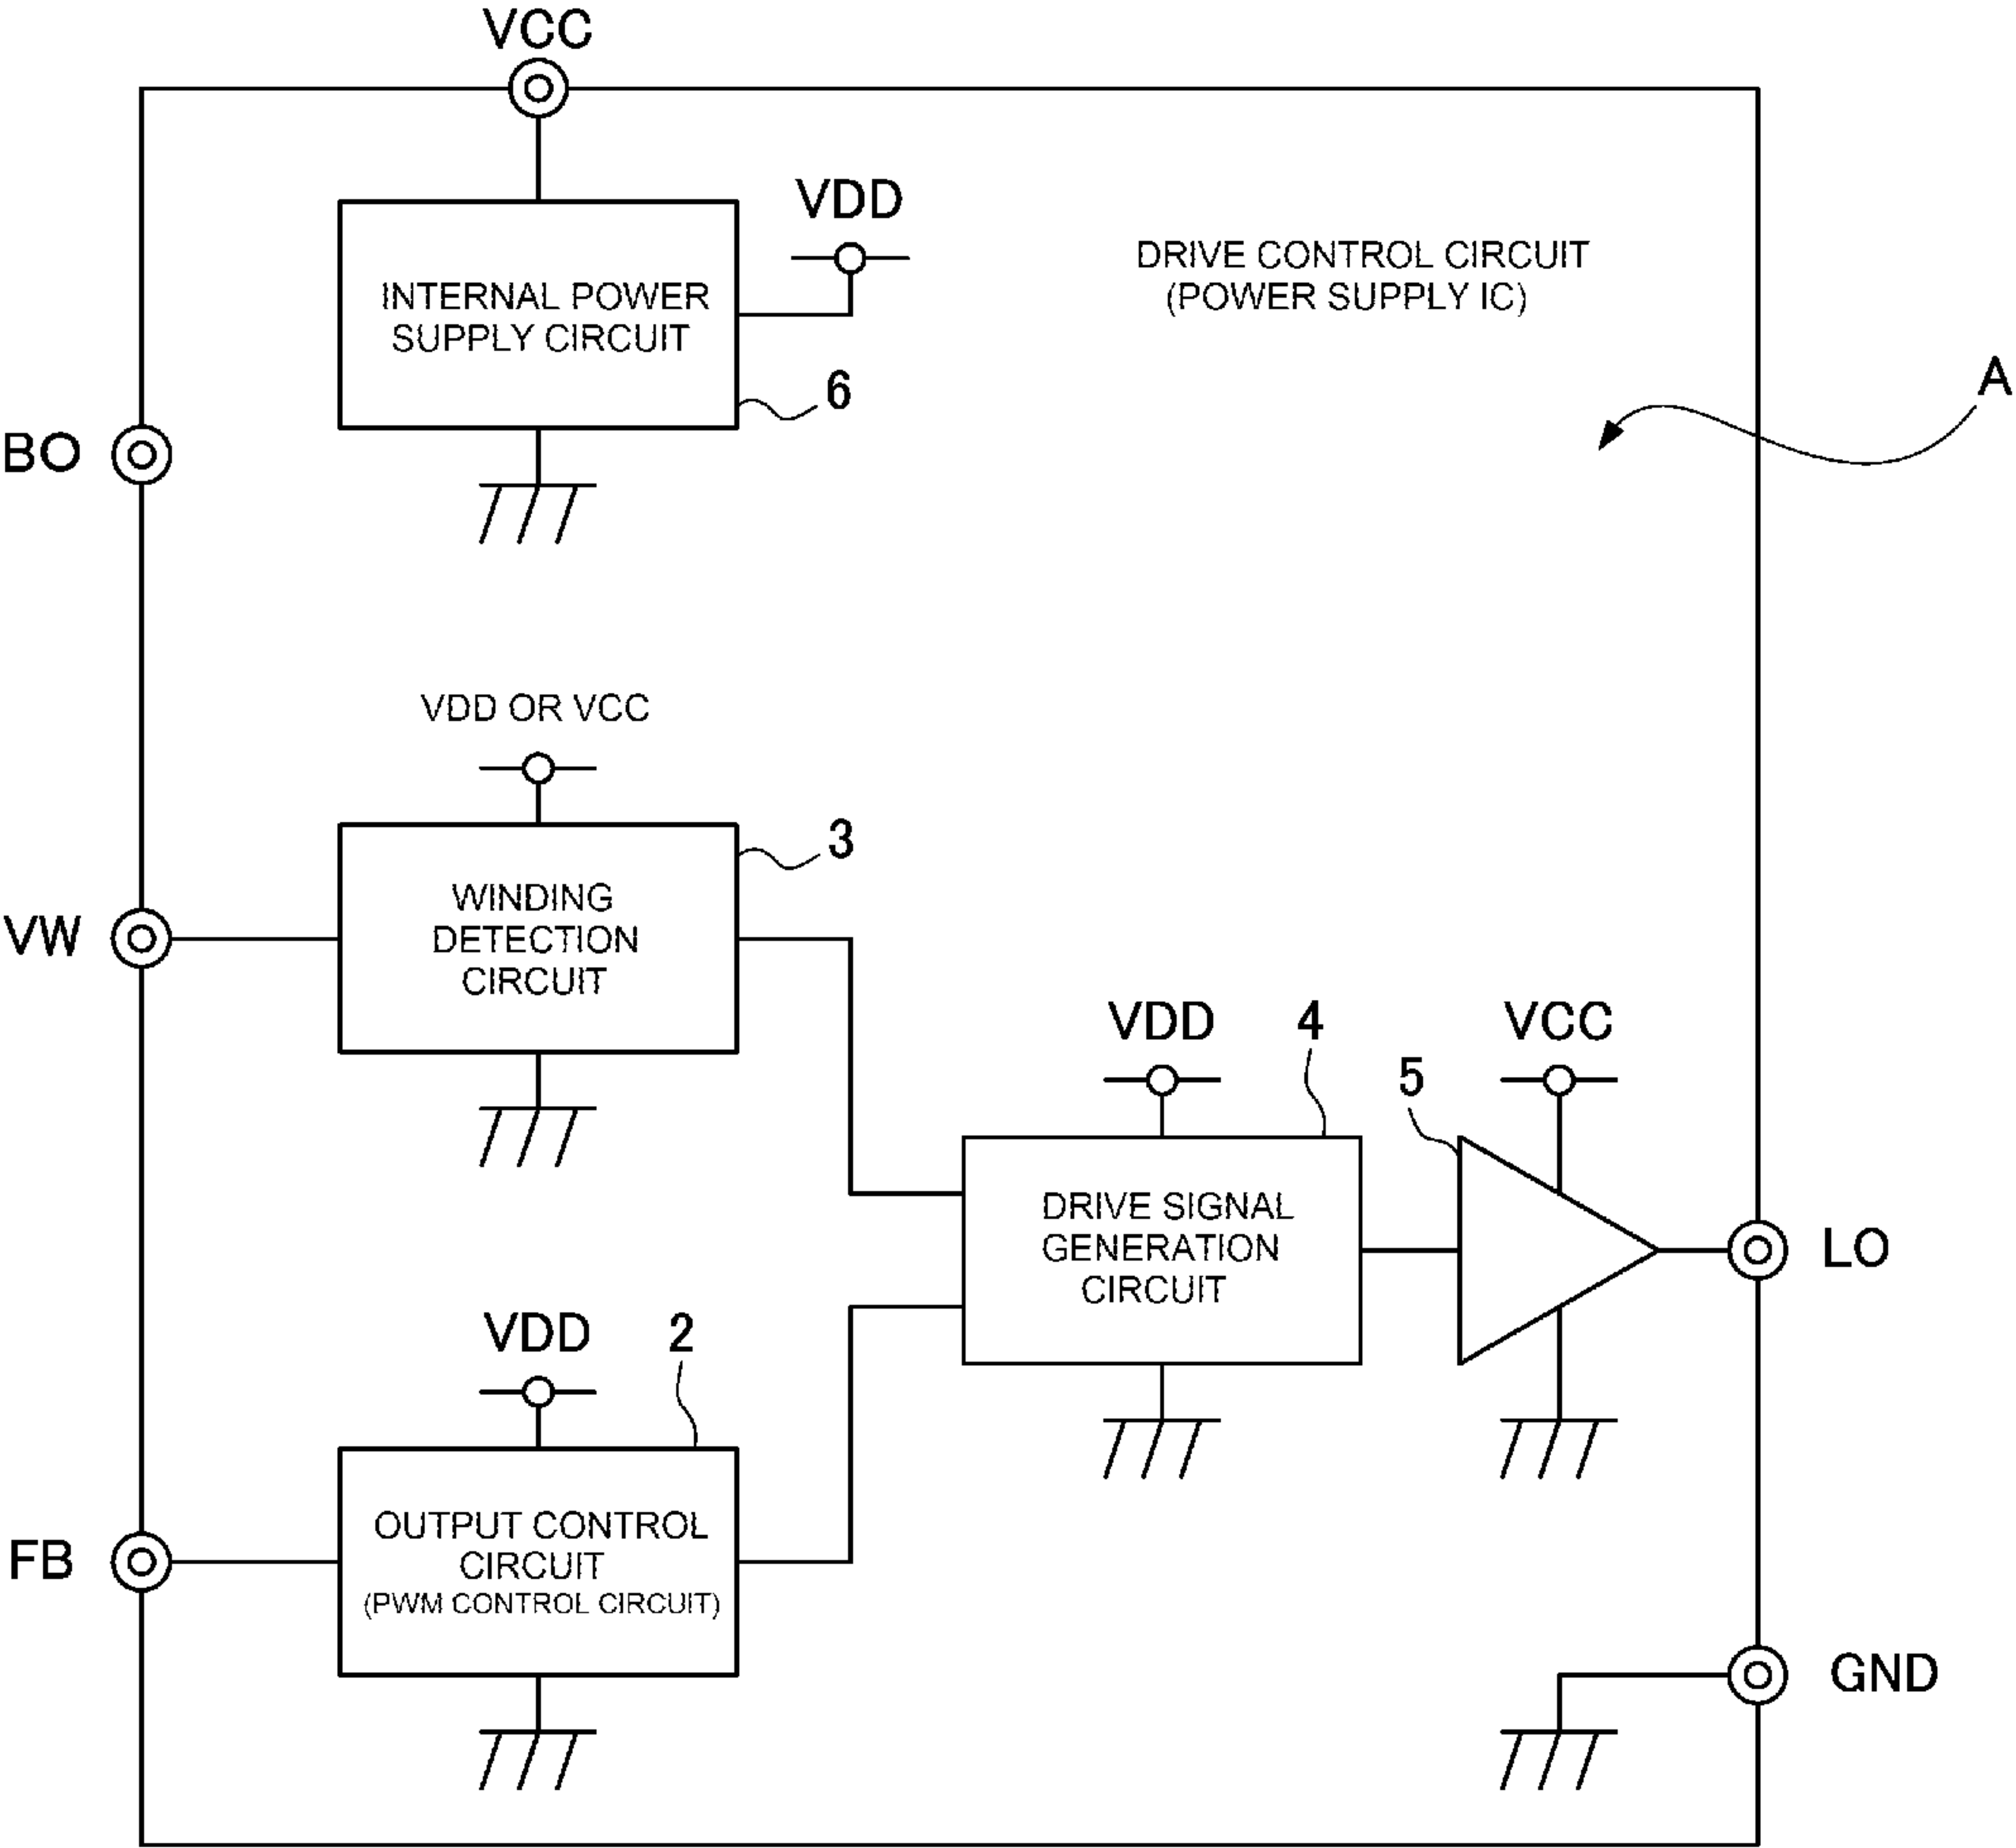 VCC
VDD
DRIVE CONTROL CIRCUIT
(POWER SUPPLY IC)
INTERNAL POWER
SUPPLY CIRCUIT
6
A
BO
VDD OR VCC
3
WINDING
DETECTION
CIRCUIT
VW
VDD
4
VCC
5
DRIVE SIGNAL
GENERATION
CIRCUIT
LO
VDD
2
OUTPUT CONTROL
CIRCUIT
(PWM CONTROL CIRCUIT)
FB
GND